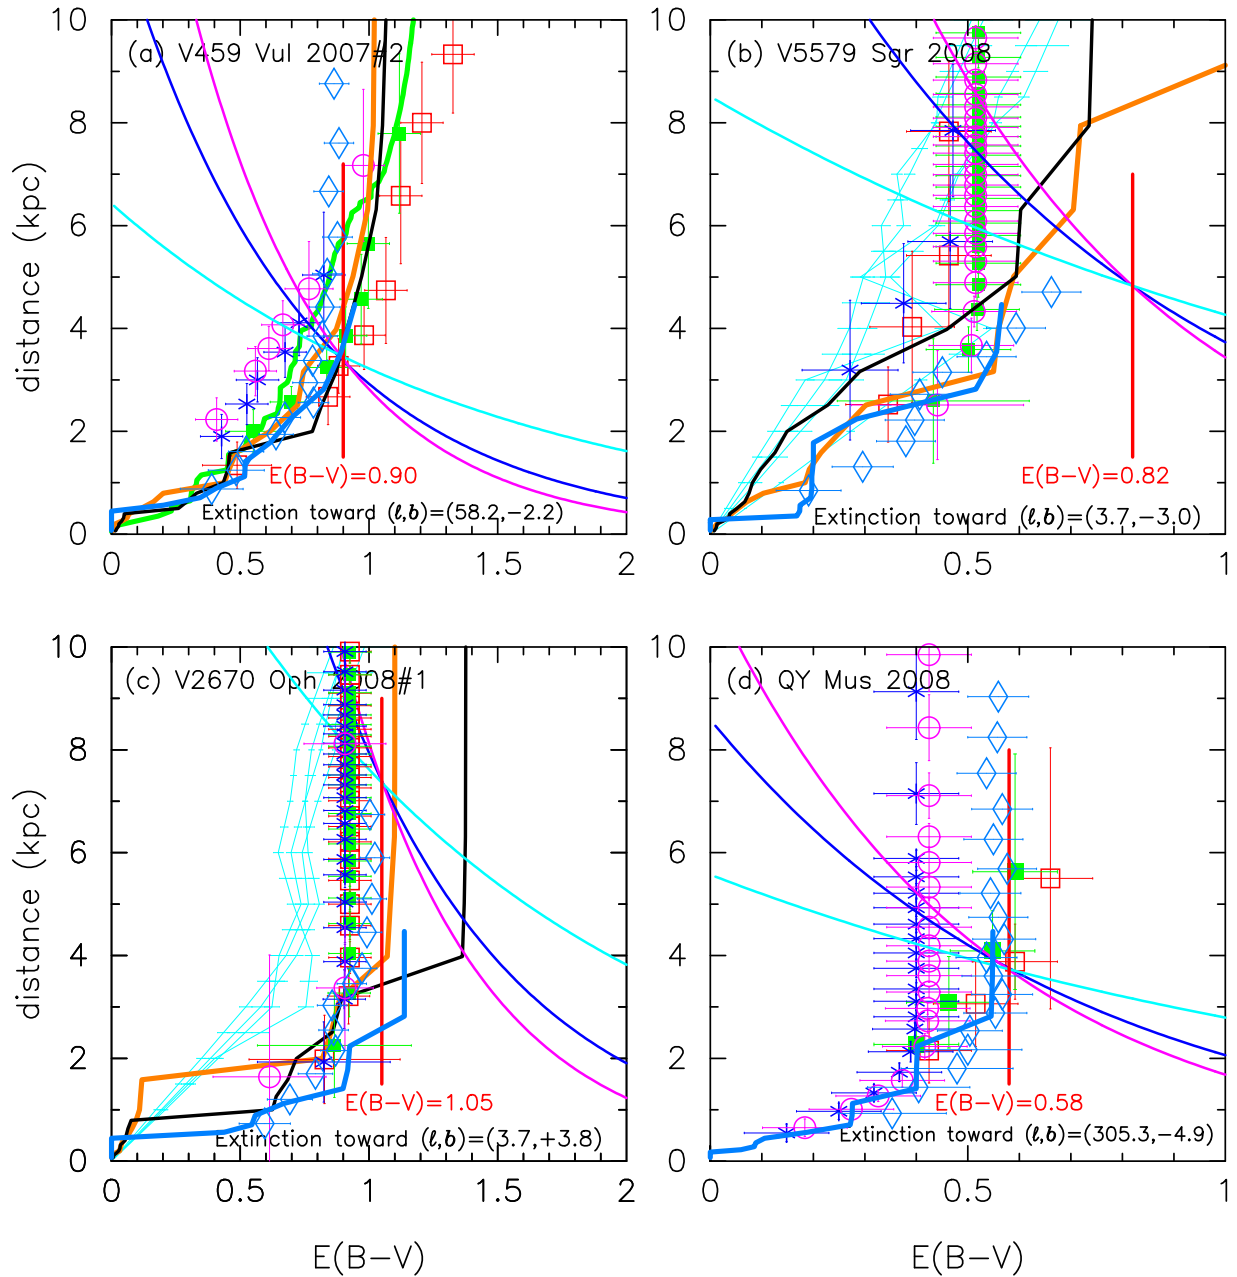 (a) V459 Vul 2007#2
E(B−V)=0.90
Extinction toward (ℓ,b)=(58.2,−2.2)
distance (kpc)
10
8
6
4
2
0
0 0.5 1 1.5 2
(b) V5579 Sgr 2008
E(B−V)=0.82
Extinction toward (ℓ,b)=(3.7,−3.0)
10
8
6
4
2
0
0 0.5 1
(c) V2670 Oph 2008#1
E(B−V)=1.05
Extinction toward (ℓ,b)=(3.7,+3.8)
distance (kpc)
10
8
6
4
2
0
0 0.5 1 1.5 2
E(B−V)
(d) QY Mus 2008
E(B−V)=0.58
Extinction toward (ℓ,b)=(305.3,−4.9)
10
8
6
4
2
0
0 0.5 1
E(B−V)